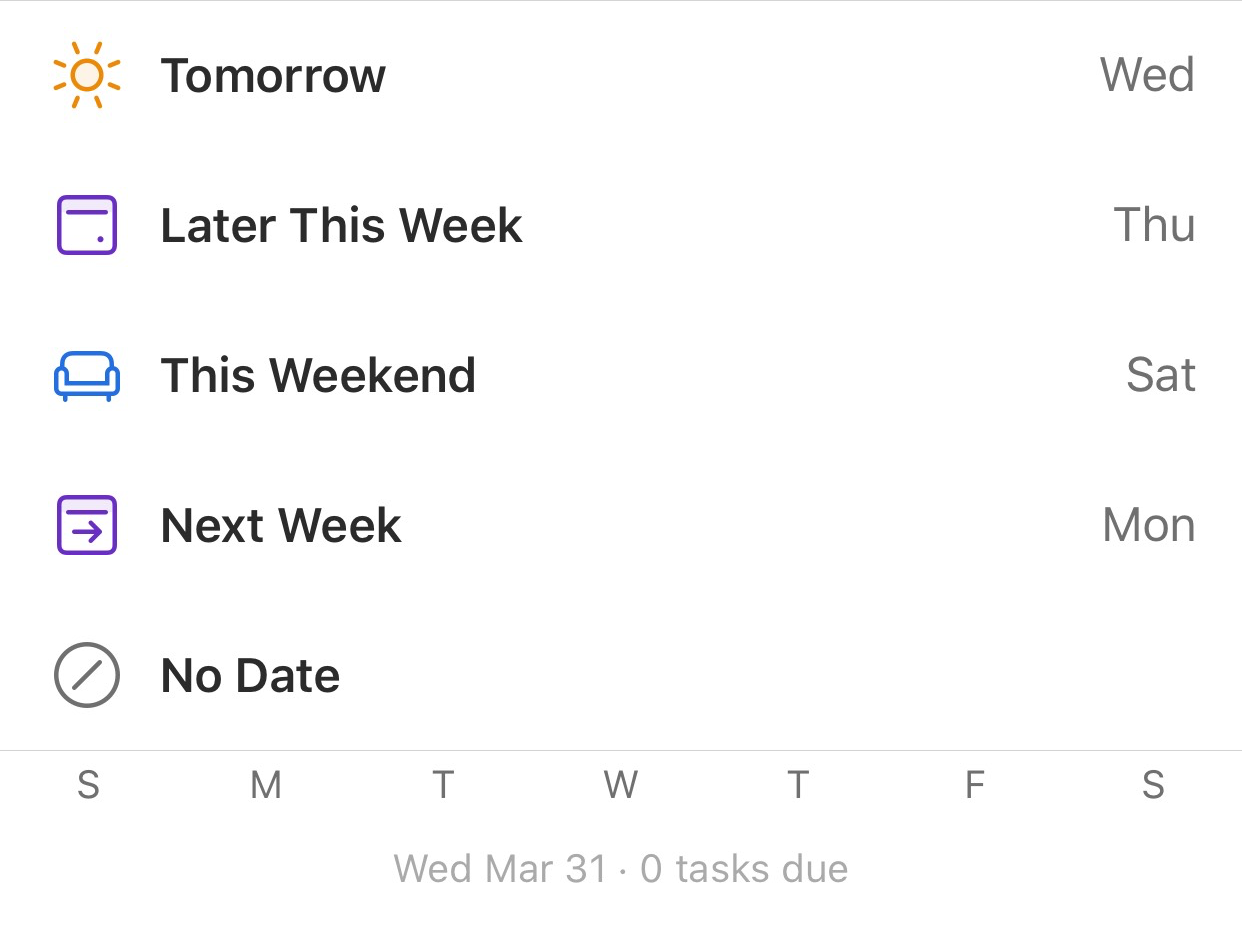 Tomorrow Wed
Later This Week Thu
This Weekend Sat
Next Week Mon
No Date
S M T W T F S
Wed Mar 31 · 0 tasks due